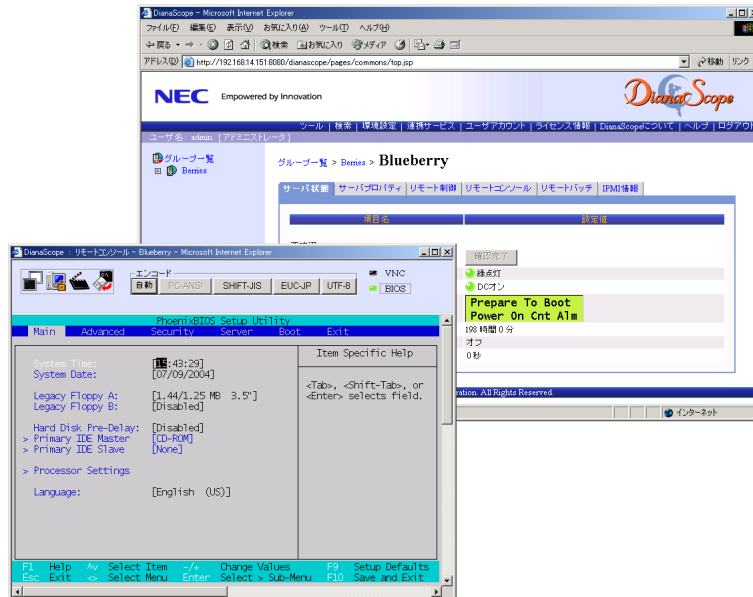 DianaScope - Microsoft Internet Explorer
ファイル(F) 編集(E) 表示(V) お気に入り(A) ツール(T) ヘルプ(H)
戻る 検索 お気に入り メディア
アドレス(D) http://192.168.14.151:8080/dianascope/pages/commons/top.jsp 移動 リンク
NEC Empowered by Innovation DianaScope
ツール | 検索 | 環境設定 | 連携サービス | ユーザアカウント | ライセンス情報 | DianaScopeについて | ヘルプ | ログアウト
ユーザ名: admin [アドミニストレータ]
グループ一覧
Berries
グループ一覧 > Berries > Blueberry
サーバ状態 サーバプロパティ リモート制御 リモートコンソール リモートバッチ IPMI情報
項目名 設定値
確認完了
緑点灯
DCオン
Prepare To Boot
Power On Cnt Alm
198 時間 0 分
オフ
0 秒
ration. All Rights Reserved.
インターネット
DianaScope : リモートコンソール - Blueberry - Microsoft Internet Explorer
エンコード
自動 PC-ANSI SHIFT-JIS EUC-JP UTF-8
VNC
BIOS
PhoenixBIOS Setup Utility
Main Advanced Security Server Boot Exit
Item Specific Help
System Time: [15:43:29]
System Date: [07/09/2004]
<Tab>, <Shift-Tab>, or
<Enter> selects field.
Legacy Floppy A: [1.44/1.25 MB 3.5"]
Legacy Floppy B: [Disabled]
Hard Disk Pre-Delay: [Disabled]
> Primary IDE Master [CD-ROM]
> Primary IDE Slave [None]
> Processor Settings
Language: [English (US)]
F1 Help ^v Select Item -/+ Change Values F9 Setup Defaults
Esc Exit <> Select Menu Enter Select > Sub-Menu F10 Save and Exit